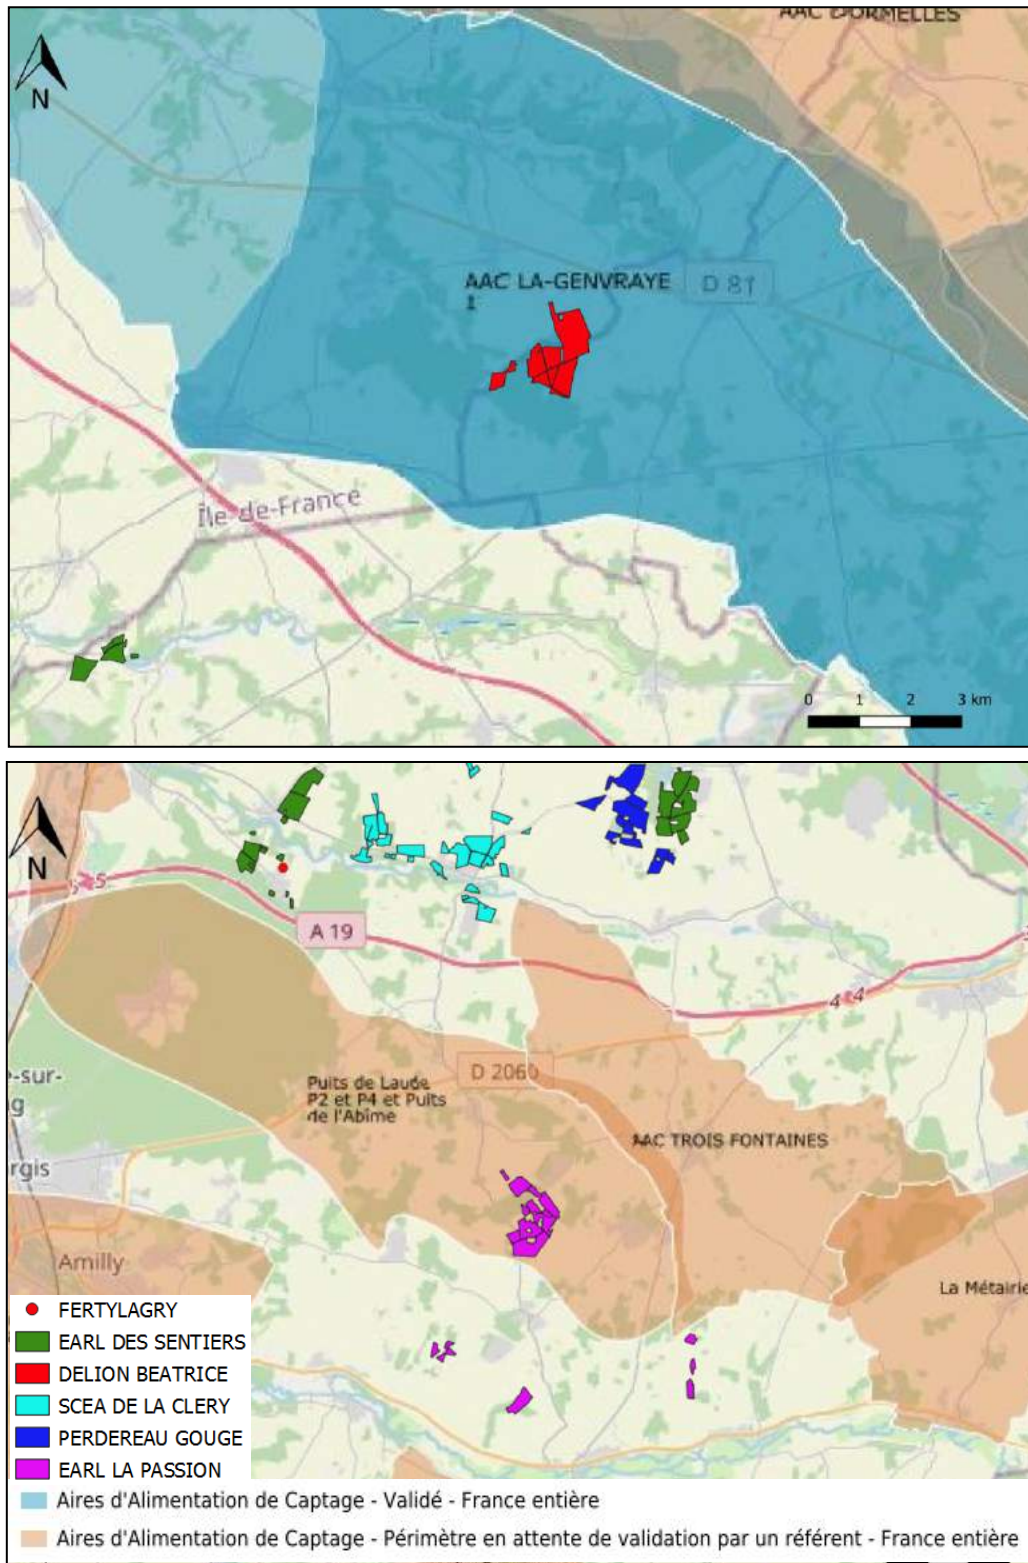 AAC DORMELLES
N
AAC LA-GENVRAYE
1
D 81
Île-de-France
0 1 2 3 km
N
A 19
4 4
D 2060
Puits de Laude
P2 et P4 et Puits
de l'Abîme
-sur-
g
rgis
AAC TROIS FONTAINES
Amilly
La Métairie
FERTYLAGRY
EARL DES SENTIERS
DELION BEATRICE
SCEA DE LA CLERY
PERDEREAU GOUGE
EARL LA PASSION
Aires d'Alimentation de Captage - Validé - France entière
Aires d'Alimentation de Captage - Périmètre en attente de validation par un référent - France entière